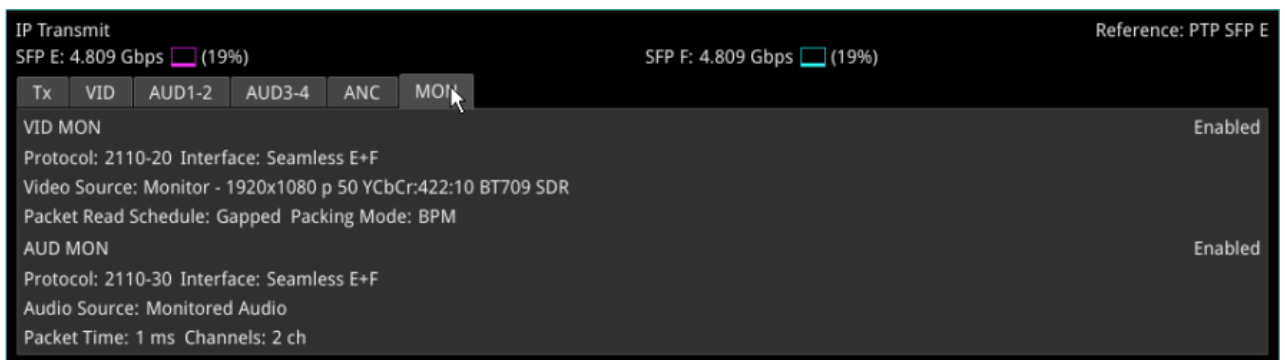 IP Transmit Reference: PTP SFP E
SFP E: 4.809 Gbps (19%) SFP F: 4.809 Gbps (19%)
Tx VID AUD1-2 AUD3-4 ANC MON
VID MON Enabled
Protocol: 2110-20 Interface: Seamless E+F
Video Source: Monitor - 1920x1080 p 50 YCbCr:422:10 BT709 SDR
Packet Read Schedule: Gapped Packing Mode: BPM
AUD MON Enabled
Protocol: 2110-30 Interface: Seamless E+F
Audio Source: Monitored Audio
Packet Time: 1 ms Channels: 2 ch